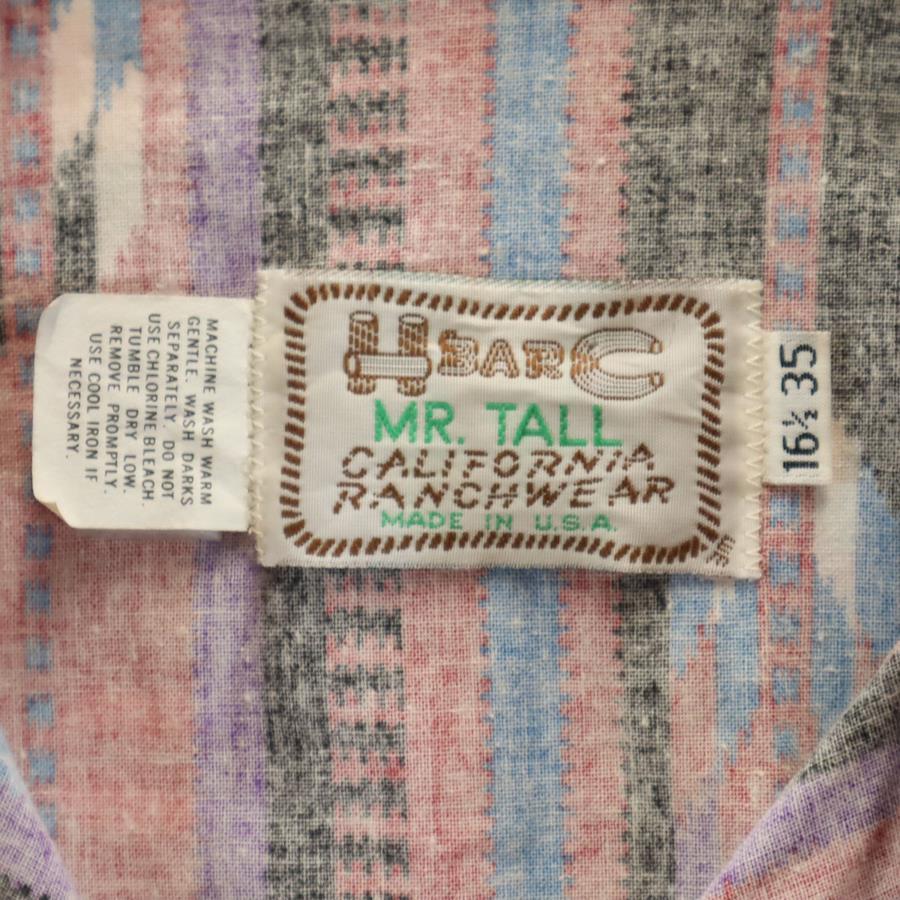 MACHINE WASH WARM
GENTLE. WASH DARKS
SEPARATELY. DO NOT
USE CHLORINE BLEACH.
TUMBLE DRY LOW.
REMOVE PROMPTLY.
USE COOL IRON IF
NECESSARY.
H BAR C
MR. TALL
CALIFORNIA
RANCHWEAR
MADE IN U.S.A.
16½ 35